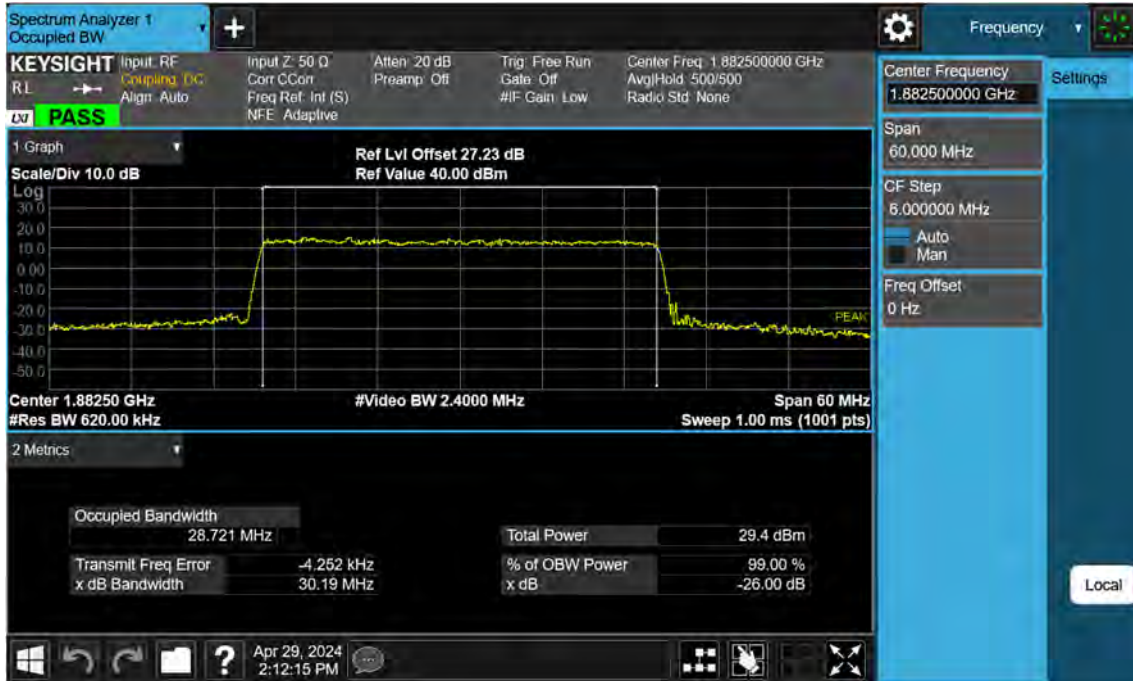 Spectrum Analyzer 1
Occupied BW
+
Frequency
KEYSIGHT Input: RF Input Z: 50 Ω Atten: 20 dB Trig: Free Run Center Freq: 1.882500000 GHz
RL Coupling: DC Corr CCorr Preamp: Off Gate: Off Avg|Hold: 500/500
Align: Auto Freq Ref: Int (S) #IF Gain: Low Radio Std: None
LXI PASS NFE: Adaptive
1 Graph
Ref Lvl Offset 27.23 dB
Scale/Div 10.0 dB Ref Value 40.00 dBm
Log
30.0
20.0
10.0
0.00
-10.0
-20.0
-30.0
-40.0
-50.0
PEAK
Center 1.88250 GHz #Video BW 2.4000 MHz Span 60 MHz
#Res BW 620.00 kHz Sweep 1.00 ms (1001 pts)
2 Metrics
Occupied Bandwidth
28.721 MHz Total Power 29.4 dBm
Transmit Freq Error -4.252 kHz % of OBW Power 99.00 %
x dB Bandwidth 30.19 MHz x dB -26.00 dB
? Apr 29, 2024
2:12:15 PM
Center Frequency
1.882500000 GHz
Settings
Span
60.000 MHz
CF Step
6.000000 MHz
Auto
Man
Freq Offset
0 Hz
Local